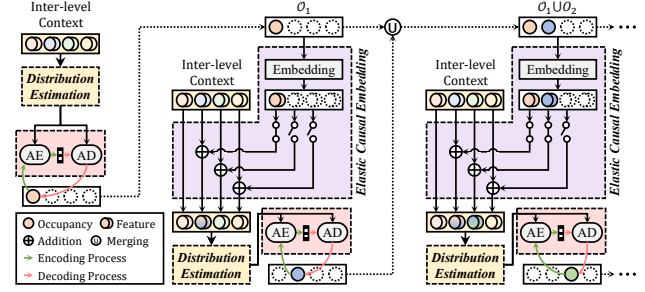 Inter-level
Context
Distribution
Estimation
AE
AD
Occupancy
Feature
Addition
Merging
Encoding Process
Decoding Process
𝒪₁
Embedding
Elastic Causal Embedding
Inter-level
Context
Distribution
Estimation
AE
AD
∪
𝒪₁∪𝒪₂
Embedding
Elastic Causal Embedding
Inter-level
Context
Distribution
Estimation
AE
AD